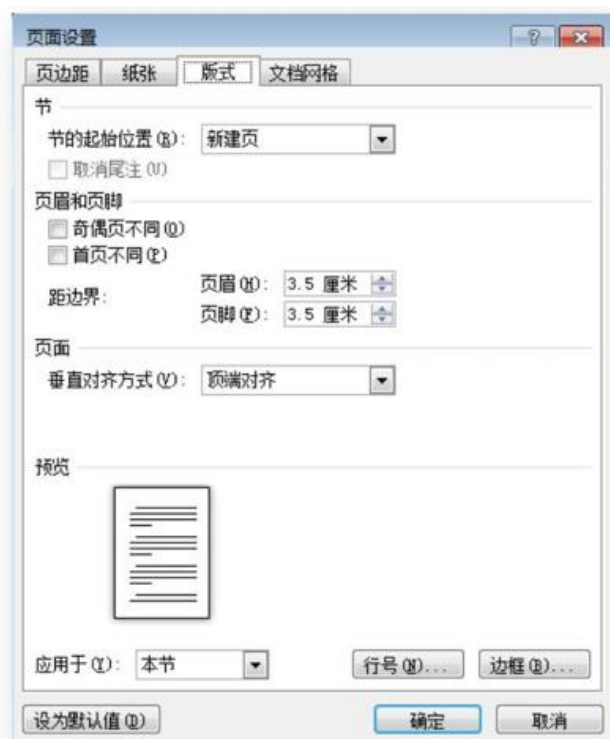 页面设置
页边距 纸张 版式 文档网格
节
节的起始位置(R): 新建页
取消尾注(U)
页眉和页脚
奇偶页不同(O)
首页不同(P)
距边界: 页眉(H): 3.5 厘米
页脚(F): 3.5 厘米
页面
垂直对齐方式(V): 顶端对齐
预览
应用于(Y): 本节 行号(N)... 边框(B)...
设为默认值(D) 确定 取消